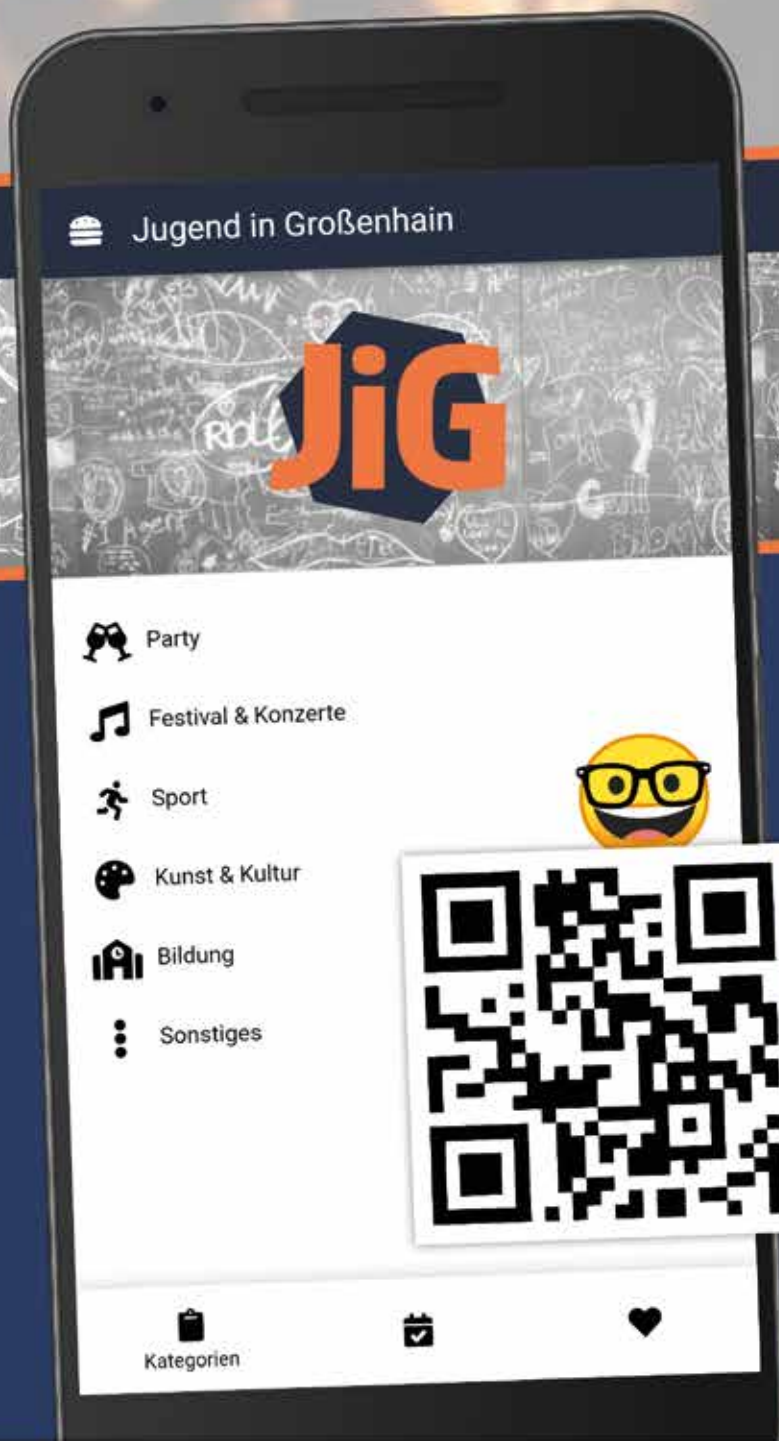 Jugend in Großenhain
JiG
Party
Festival & Konzerte
Sport
Kunst & Kultur
Bildung
Sonstiges
Kategorien